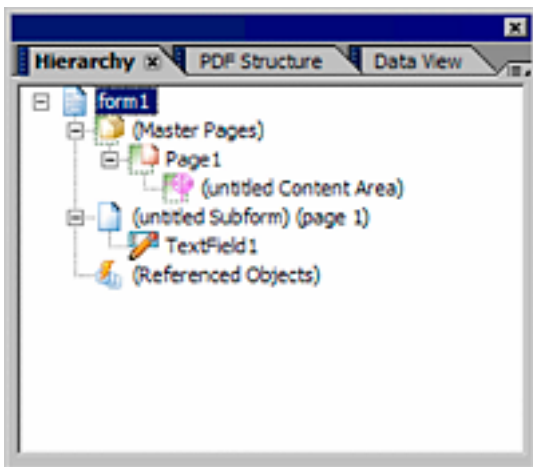 Hierarchy PDF Structure Data View
form1
(Master Pages)
Page1
(untitled Content Area)
(untitled Subform) (page 1)
TextField1
(Referenced Objects)